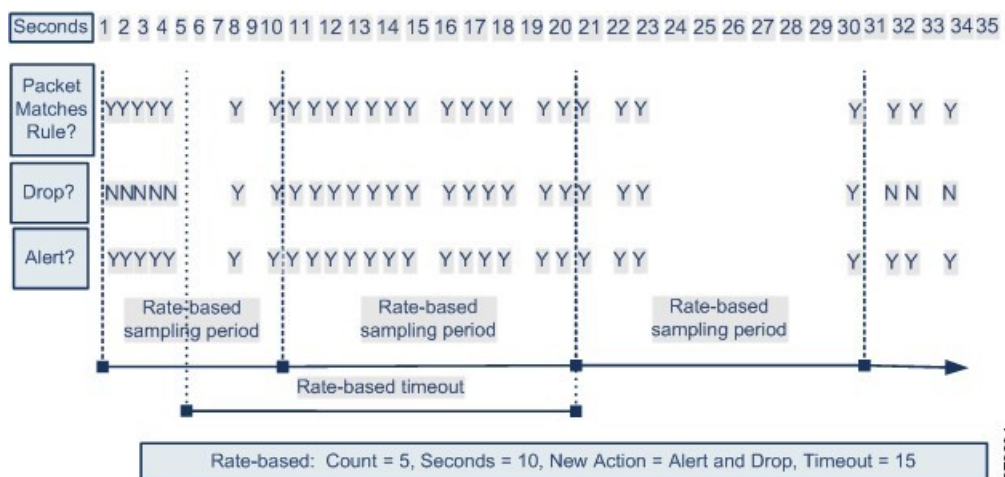 Seconds 1 2 3 4 5 6 7 8 9 10 11 12 13 14 15 16 17 18 19 20 21 22 23 24 25 26 27 28 29 30 31 32 33 34 35
Packet
Matches
Rule?
YYYYY Y Y Y Y Y Y Y Y Y Y Y Y Y Y Y Y Y Y Y Y Y Y
Drop?
NNNNN Y Y Y Y Y Y Y Y Y Y Y Y Y Y Y Y Y Y Y N N N
Alert?
YYYYY Y Y Y Y Y Y Y Y Y Y Y Y Y Y Y Y Y Y Y Y Y Y
Rate-based
sampling period
Rate-based
sampling period
Rate-based
sampling period
Rate-based timeout
Rate-based: Count = 5, Seconds = 10, New Action = Alert and Drop, Timeout = 15